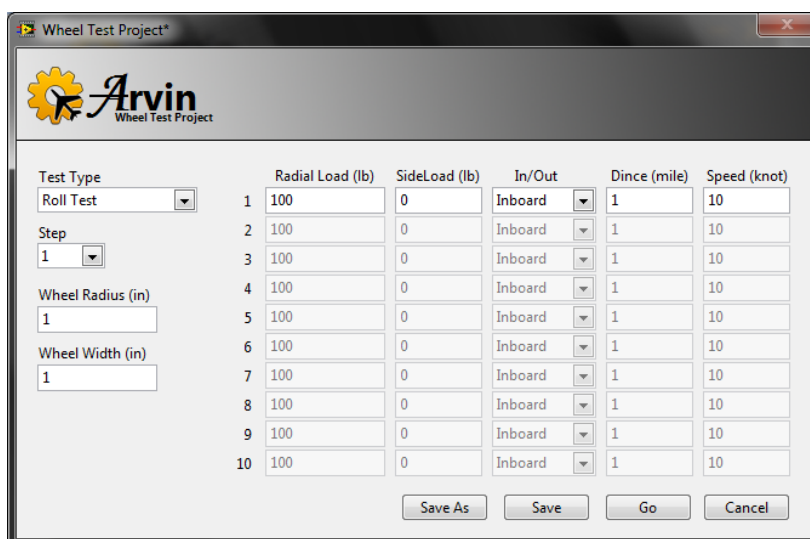 Wheel Test Project*
Arvin
Wheel Test Project
Test Type
Roll Test
Step
1
Wheel Radius (in)
1
Wheel Width (in)
1
Radial Load (lb) SideLoad (lb) In/Out Dince (mile) Speed (knot)
1 100 0 Inboard 1 10
2 100 0 Inboard 1 10
3 100 0 Inboard 1 10
4 100 0 Inboard 1 10
5 100 0 Inboard 1 10
6 100 0 Inboard 1 10
7 100 0 Inboard 1 10
8 100 0 Inboard 1 10
9 100 0 Inboard 1 10
10 100 0 Inboard 1 10
Save As Save Go Cancel